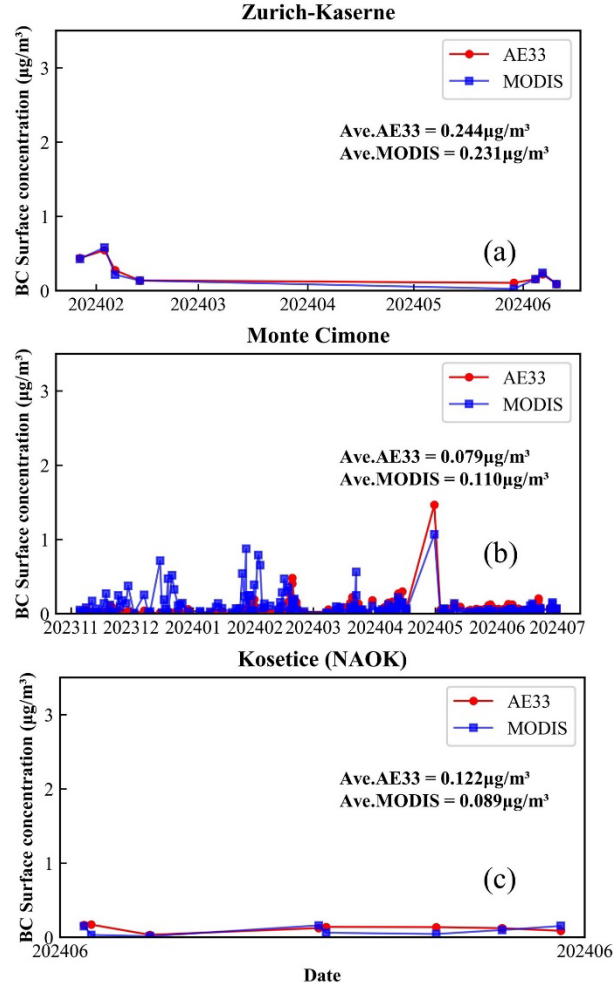 Zurich-Kaserne
BC Surface concentration (μg/m³)
3
2
1
0
AE33
MODIS
Ave.AE33 = 0.244μg/m³
Ave.MODIS = 0.231μg/m³
(a)
202402 202403 202404 202405 202406
Monte Cimone
BC Surface concentration (μg/m³)
3
2
1
0
AE33
MODIS
Ave.AE33 = 0.079μg/m³
Ave.MODIS = 0.110μg/m³
(b)
202311 202312 202401 202402 202403 202404 202405 202406 202407
Kosetice (NAOK)
BC Surface concentration (μg/m³)
3
2
1
0
AE33
MODIS
Ave.AE33 = 0.122μg/m³
Ave.MODIS = 0.089μg/m³
(c)
202406 202406
Date